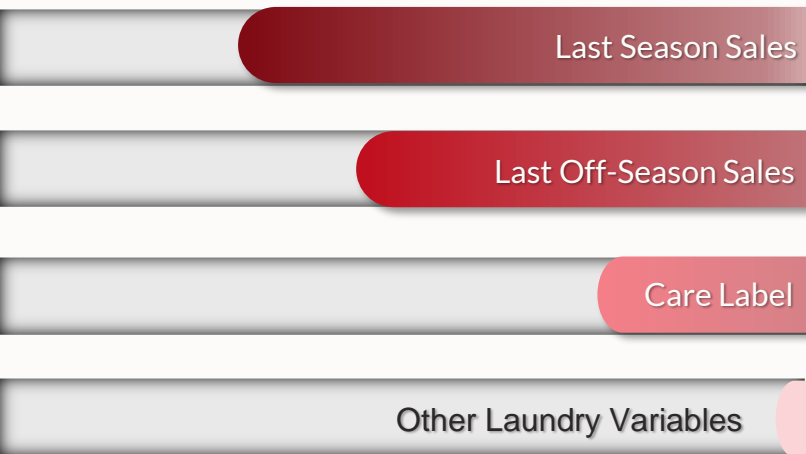 Last Season Sales
Last Off-Season Sales
Care Label
Other Laundry Variables